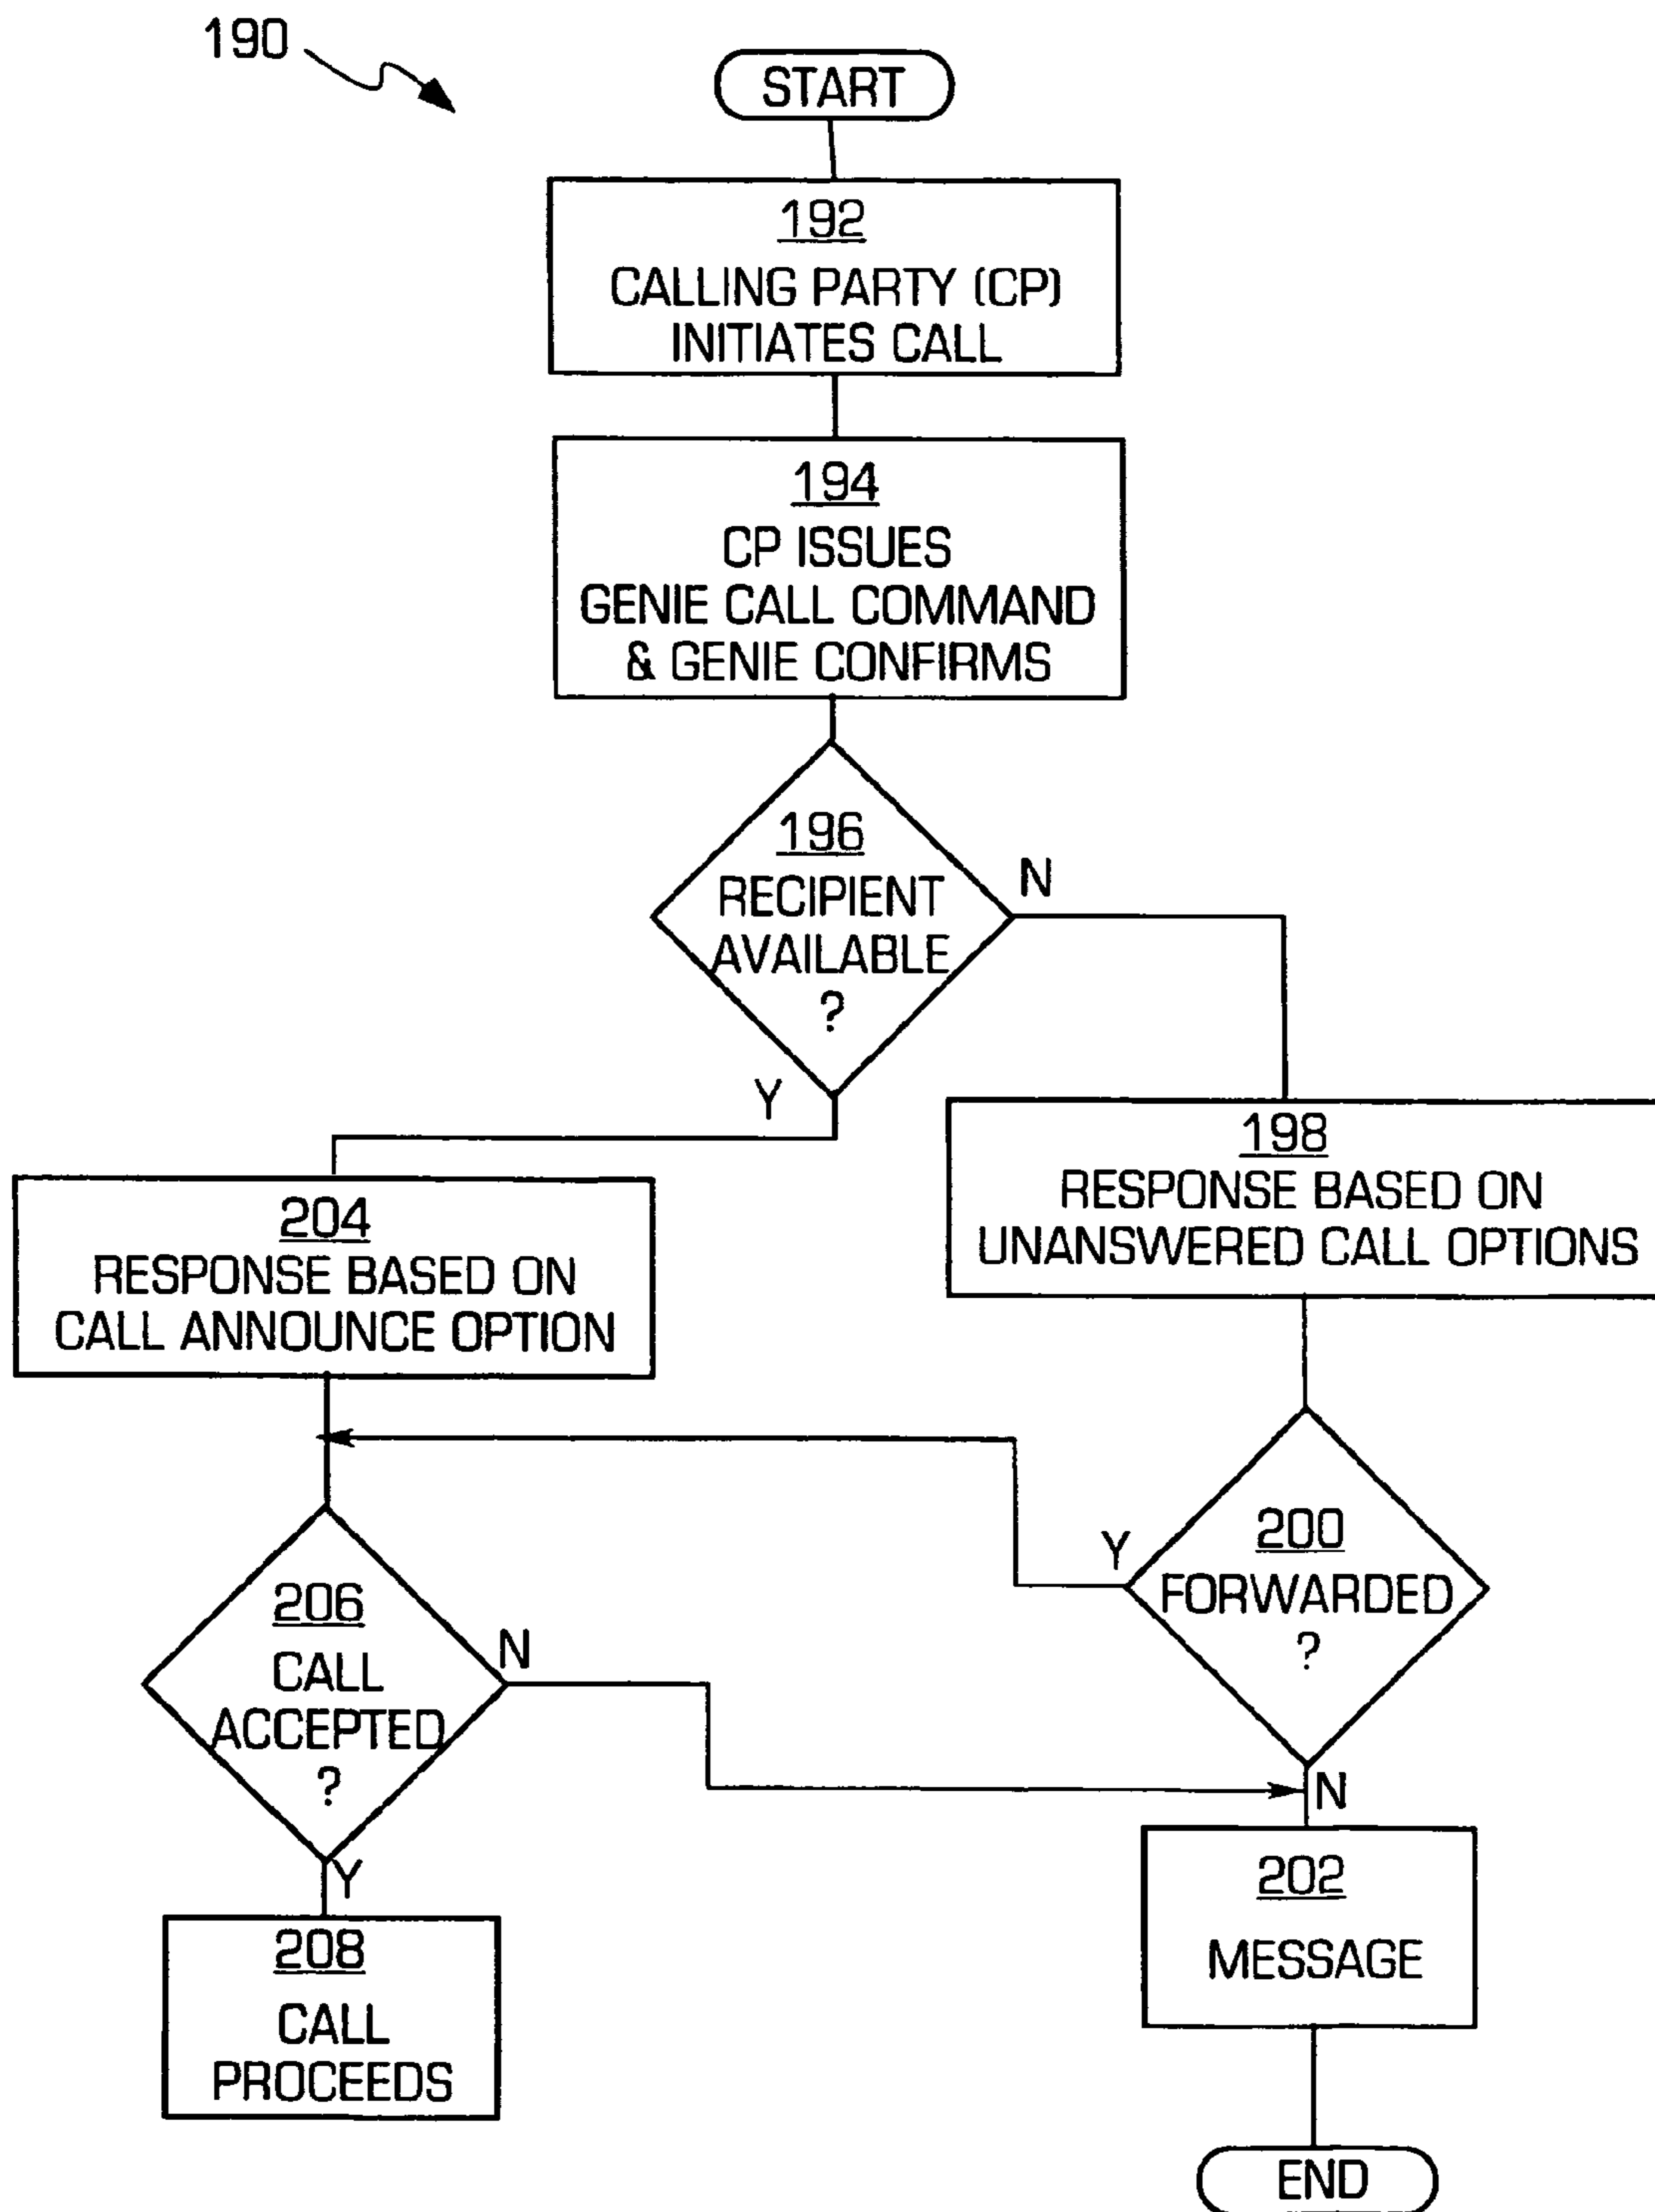 190
START
192
CALLING PARTY (CP)
INITIATES CALL
194
CP ISSUES
GENIE CALL COMMAND
& GENIE CONFIRMS
196
RECIPIENT
AVAILABLE
?
N
Y
198
RESPONSE BASED ON
UNANSWERED CALL OPTIONS
204
RESPONSE BASED ON
CALL ANNOUNCE OPTION
200
FORWARDED
?
Y
N
206
CALL
ACCEPTED
?
N
Y
202
MESSAGE
208
CALL
PROCEEDS
END